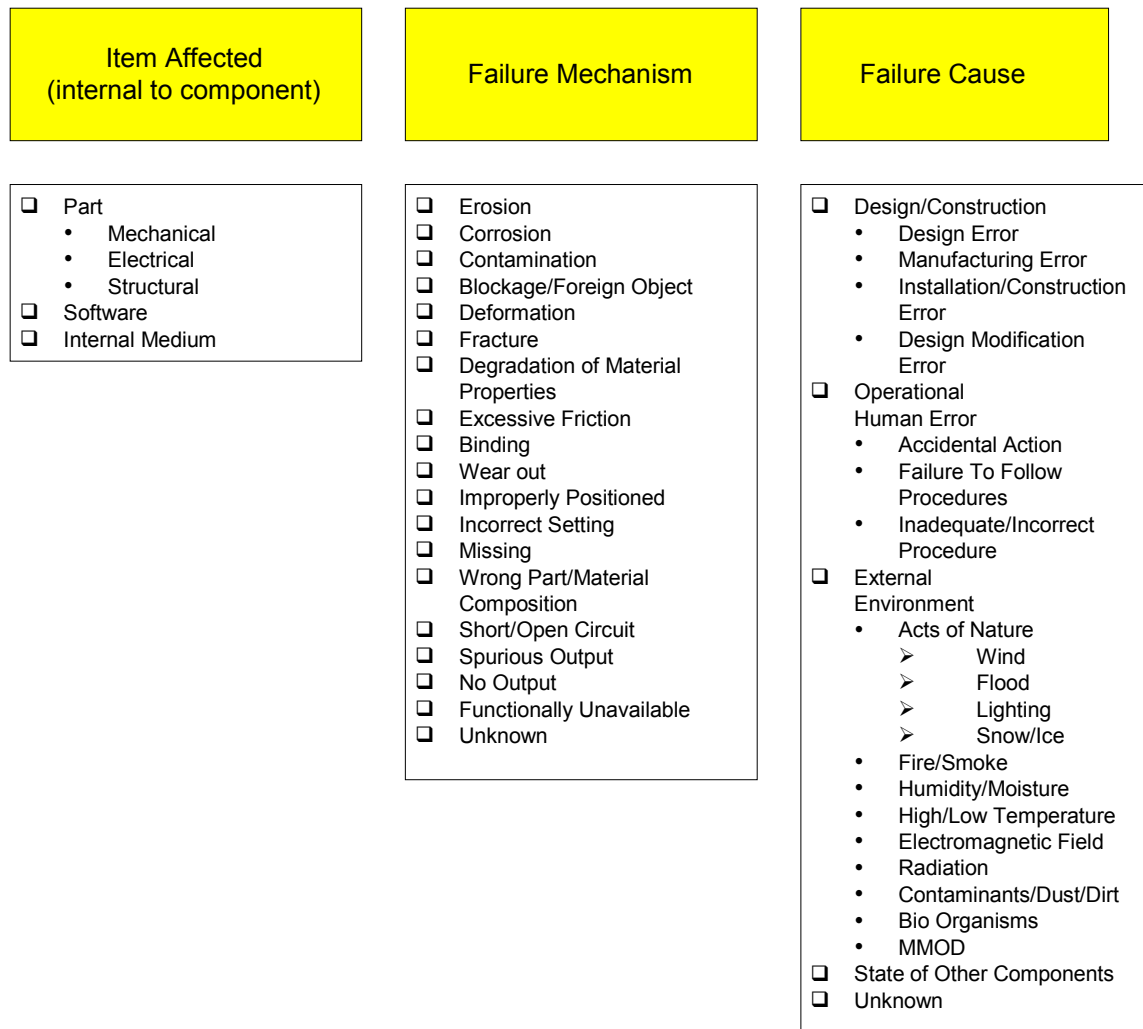 Item Affected
(internal to component)
Failure Mechanism
Failure Cause
❑ Part
• Mechanical
• Electrical
• Structural
❑ Software
❑ Internal Medium
❑ Erosion
❑ Corrosion
❑ Contamination
❑ Blockage/Foreign Object
❑ Deformation
❑ Fracture
❑ Degradation of Material
Properties
❑ Excessive Friction
❑ Binding
❑ Wear out
❑ Improperly Positioned
❑ Incorrect Setting
❑ Missing
❑ Wrong Part/Material
Composition
❑ Short/Open Circuit
❑ Spurious Output
❑ No Output
❑ Functionally Unavailable
❑ Unknown
❑ Design/Construction
• Design Error
• Manufacturing Error
• Installation/Construction
Error
• Design Modification
Error
❑ Operational
Human Error
• Accidental Action
• Failure To Follow
Procedures
• Inadequate/Incorrect
Procedure
❑ External
Environment
• Acts of Nature
➢ Wind
➢ Flood
➢ Lighting
➢ Snow/Ice
• Fire/Smoke
• Humidity/Moisture
• High/Low Temperature
• Electromagnetic Field
• Radiation
• Contaminants/Dust/Dirt
• Bio Organisms
• MMOD
❑ State of Other Components
❑ Unknown